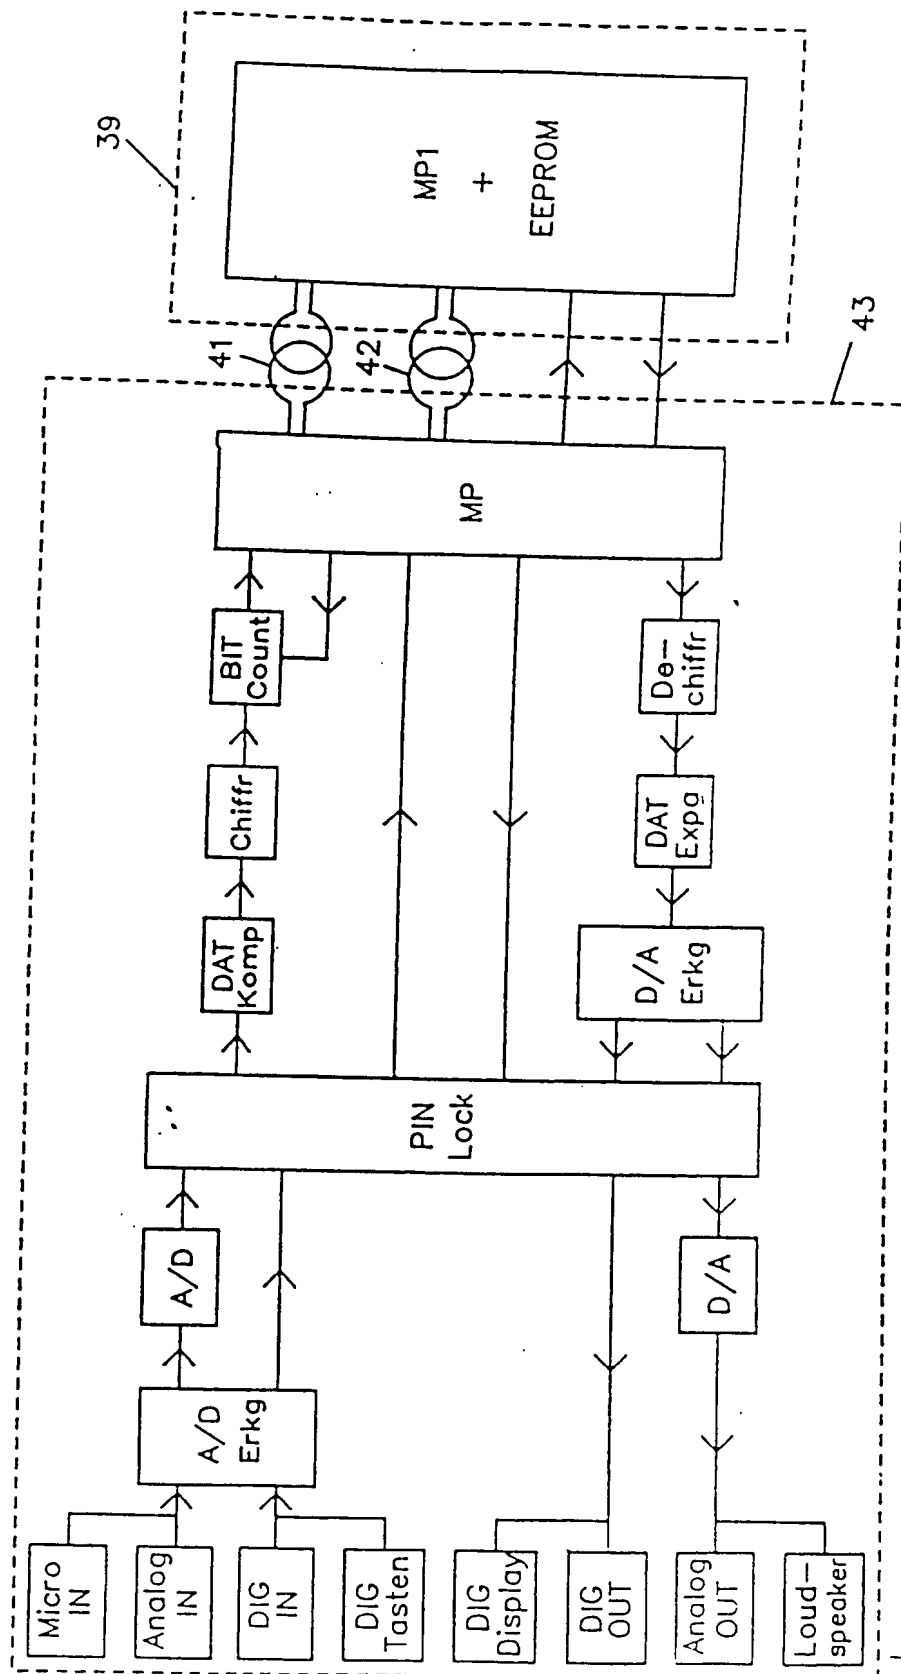 Micro
IN
Analog
IN
DIG
IN
DIG
Tasten
DIG
Display
DIG
OUT
Analog
OUT
Loud-
speaker
A/D
Erkg
A/D
D/A
PIN
Lock
DAT
Komp
Chiffr
BIT
Count
D/A
Erkg
DAT
Expa
De-
chiffr
MP
41
42
MP1
+
EEPROM
39
43